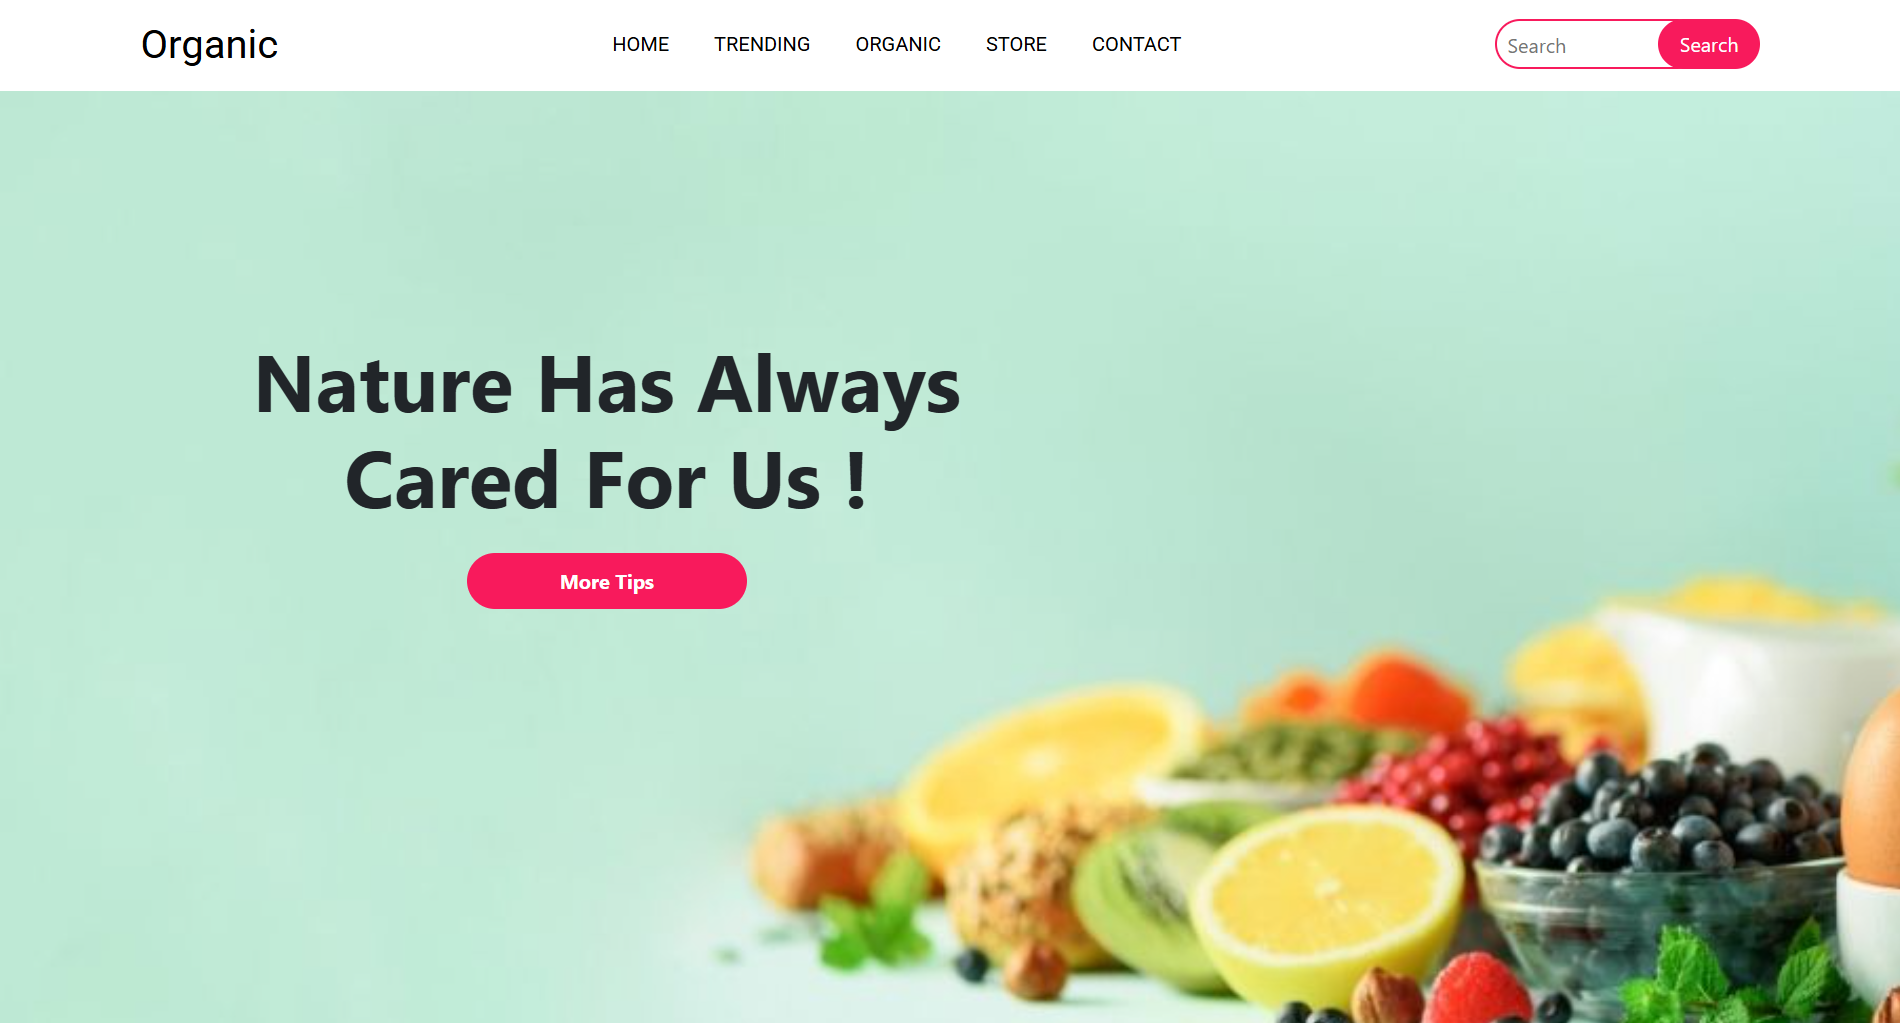 Organic
HOME TRENDING ORGANIC STORE CONTACT
Search Search
Nature Has Always
Cared For Us !
More Tips